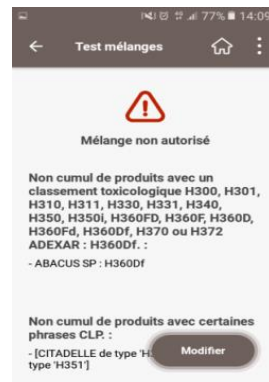 77% 14:09
Test mélanges
Mélange non autorisé
Non cumul de produits avec un
classement toxicologique H300, H301,
H310, H311, H330, H331, H340,
H350, H350i, H360FD, H360F, H360D,
H360Fd, H360Df, H370 ou H372
ADEXAR : H360Df. :
- ABACUS SP : H360Df
Non cumul de produits avec certaines
phrases CLP. :
- [CITADELLE de type 'H
Modifier
type 'H351']